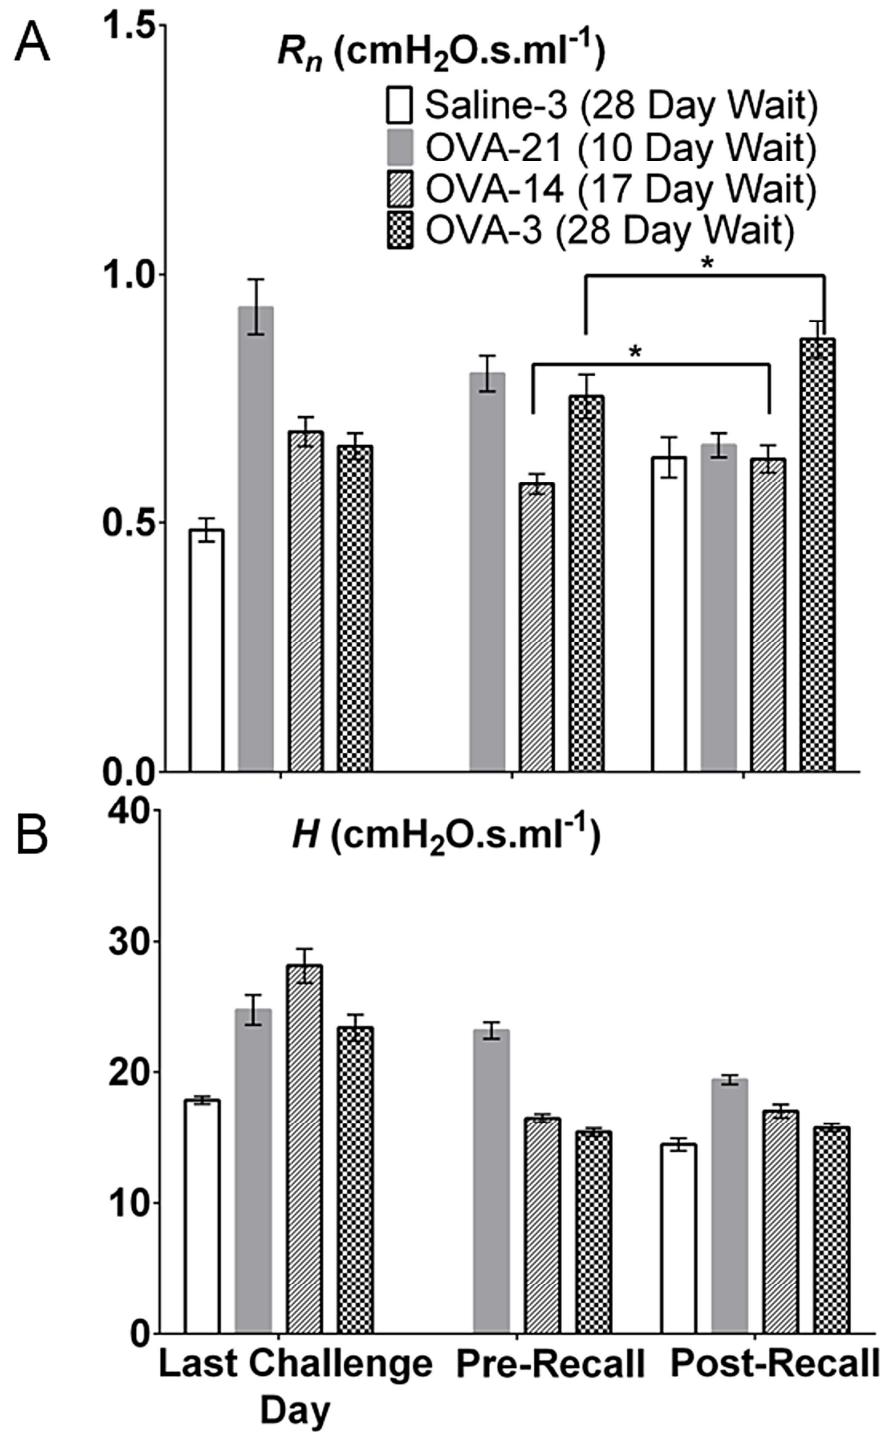 A
1.5
Rn (cmH2O.s.ml-1)
Saline-3 (28 Day Wait)
OVA-21 (10 Day Wait)
OVA-14 (17 Day Wait)
OVA-3 (28 Day Wait)
1.0
*
*
0.5
0.0
B
40
H (cmH2O.s.ml-1)
30
20
10
0
Last Challenge Day
Pre-Recall
Post-Recall